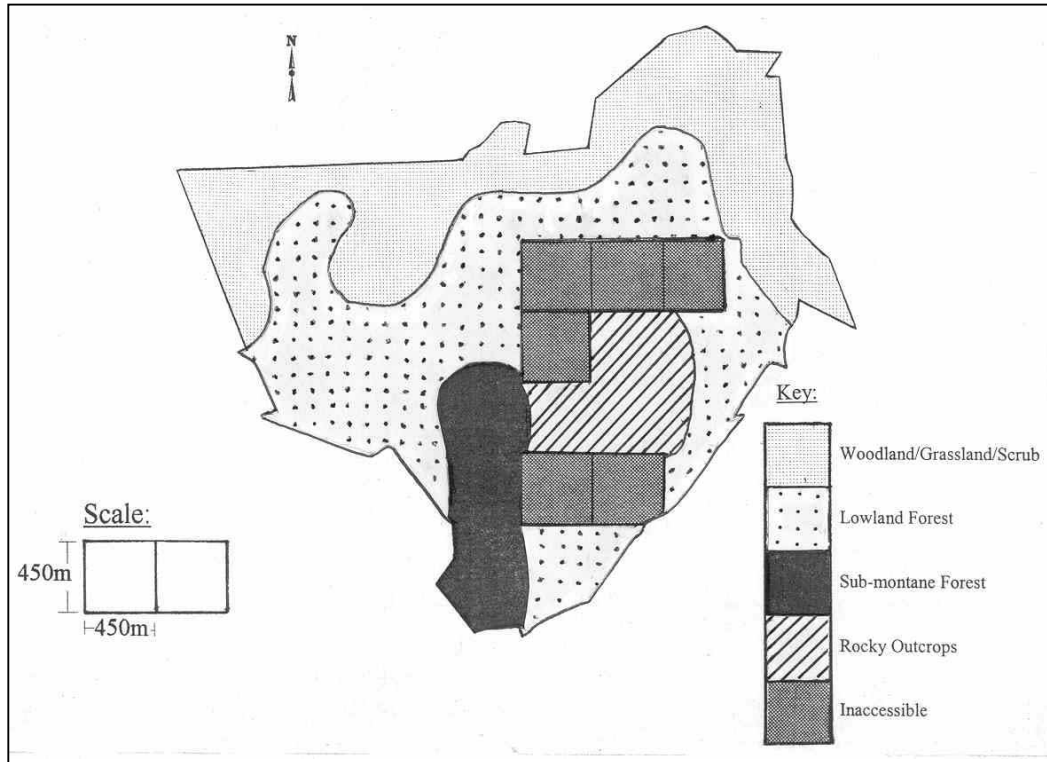 N
Key:
Woodland/Grassland/Scrub
Lowland Forest
Sub-montane Forest
Rocky Outcrops
Inaccessible
Scale:
450m
450m